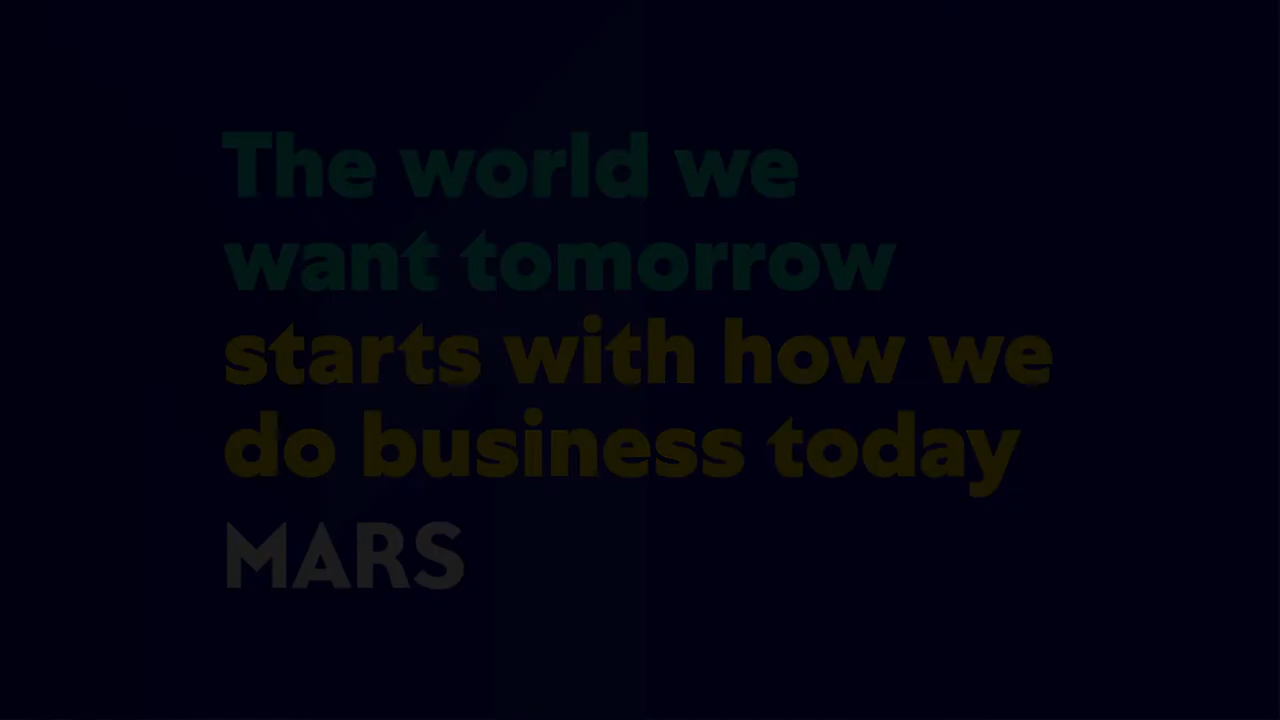 The world we
want tomorrow
starts with how we
do business today
MARS